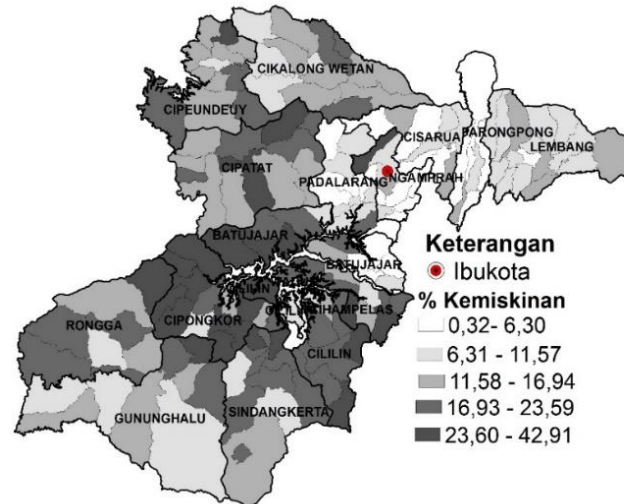 CIKALONG WETAN
CIPEUNDEUY
CISARUA
PARONGPONG
LEMBANG
CIPATAT
PADALARANG
NGAMPRAH
BATUJAJAR
BATUJAJAR
CIPONGKOR
RONGGA
CILILIN
GUNUNGHALU
SINDANGKERTA
Keterangan
Ibukota
% Kemiskinan
0,32- 6,30
6,31 - 11,57
11,58 - 16,94
16,93 - 23,59
23,60 - 42,91